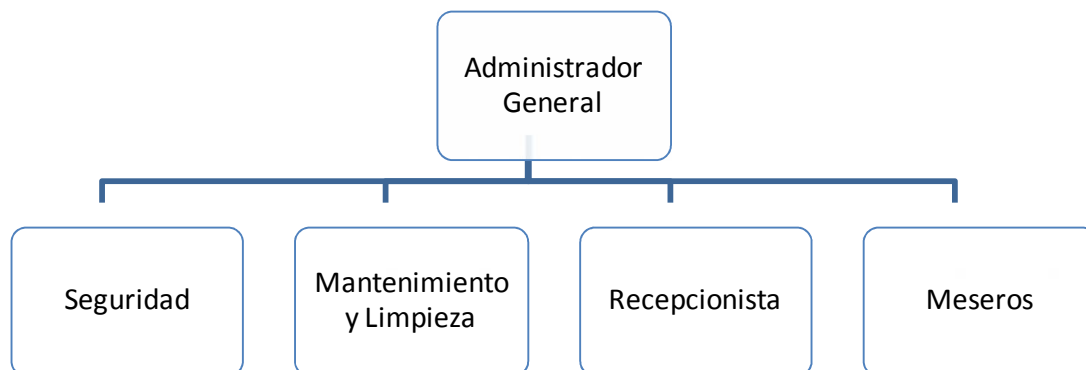 Administrador
General
Seguridad
Mantenimiento
y Limpieza
Recepcionista
Meseros